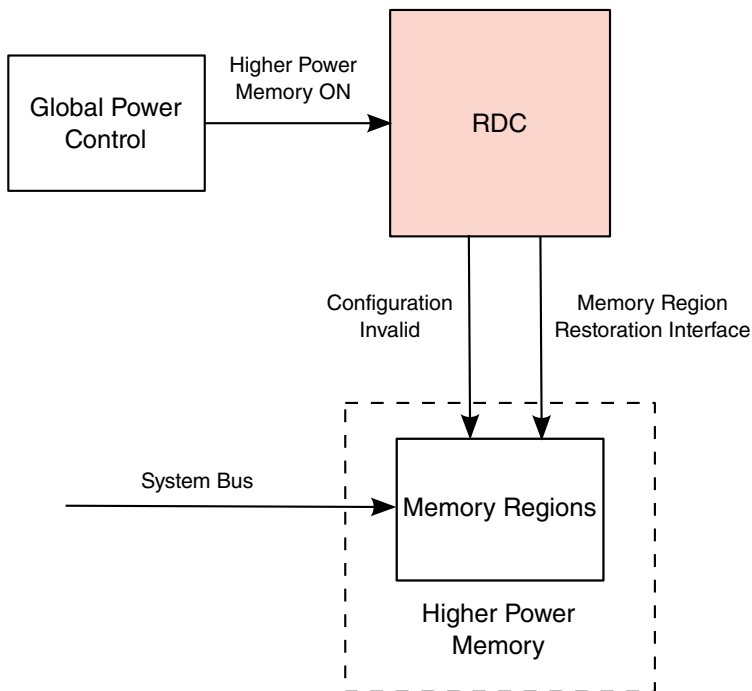 Higher Power
Memory ON
Global Power
Control
RDC
Configuration
Invalid
Memory Region
Restoration Interface
System Bus
Memory Regions
Higher Power
Memory